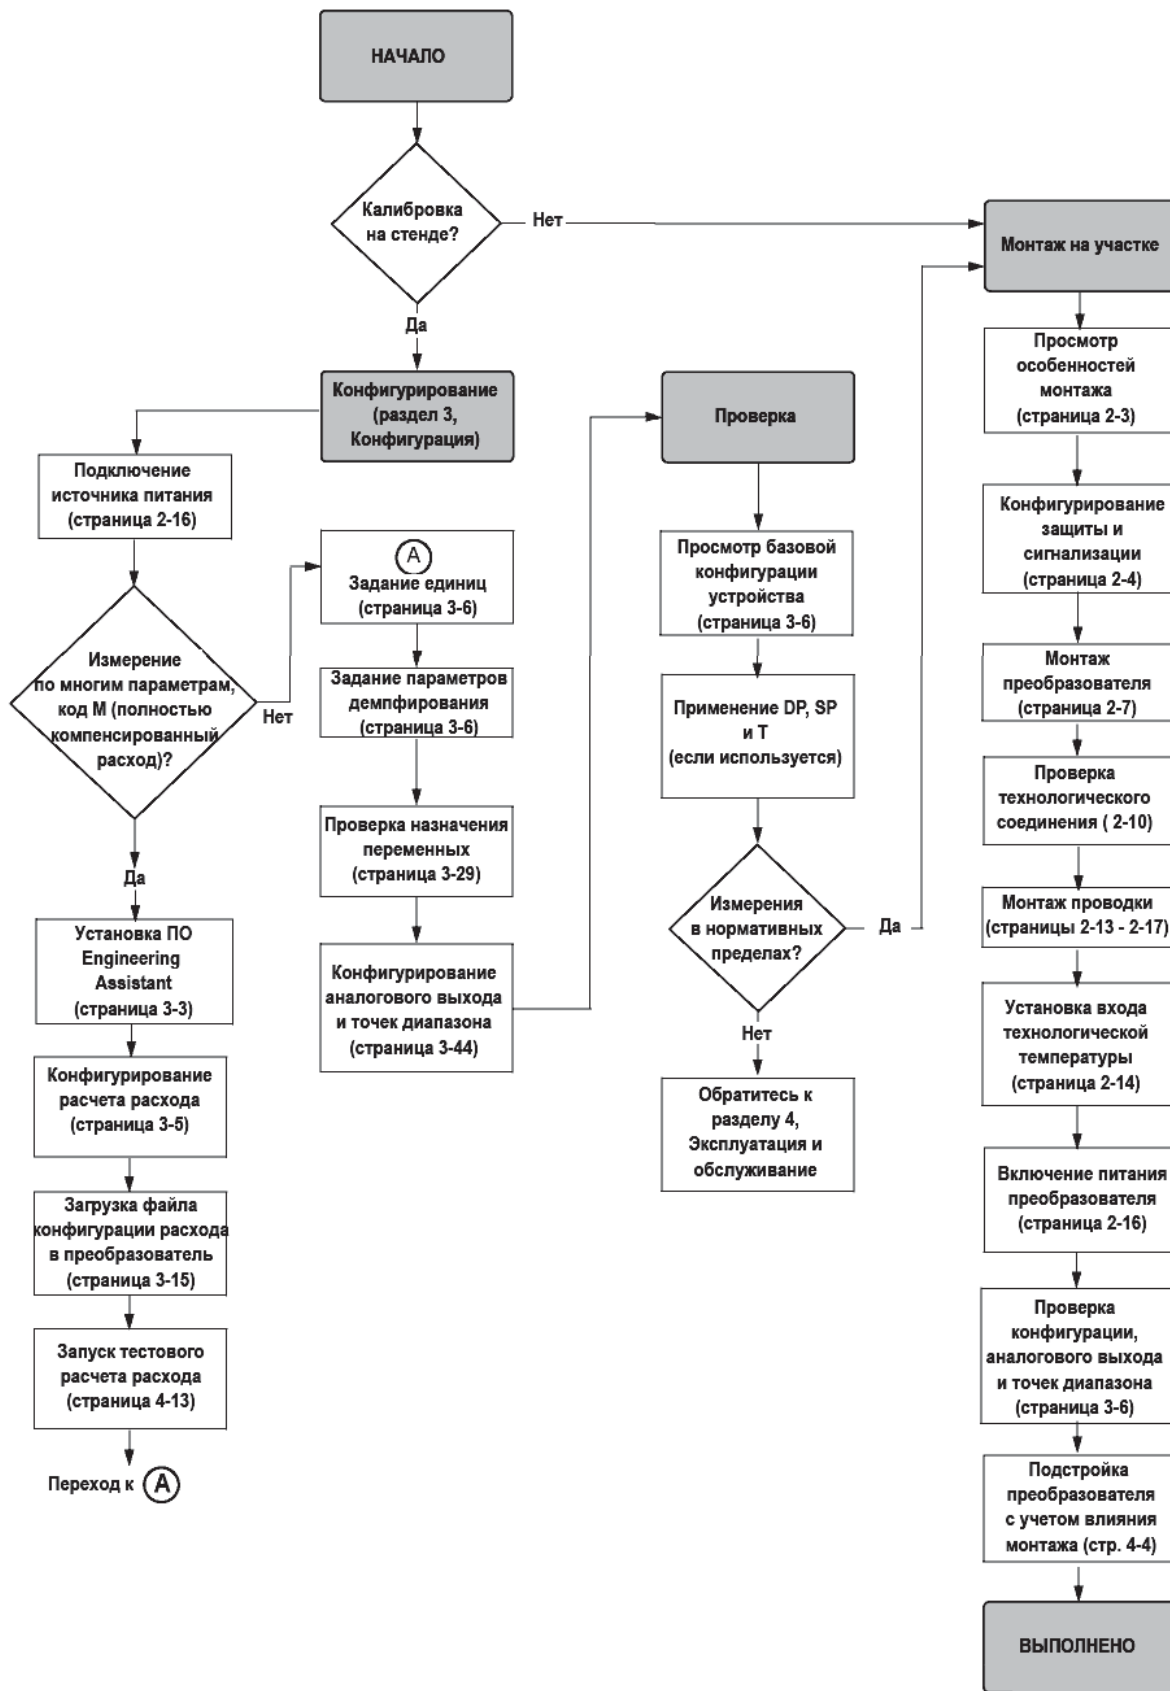 НАЧАЛО
Калибровка
на стенде?
Нет
Да
Конфигурирование
(раздел 3,
Конфигурация)
Подключение
источника питания
(страница 2-16)
Измерение
по многим параметрам,
код М (полностью
компенсированный
расход)?
Нет
Да
Установка ПО
Engineering
Assistant
(страница 3-3)
Конфигурирование
расчета расхода
(страница 3-5)
Загрузка файла
конфигурации расхода
в преобразователь
(страница 3-15)
Запуск тестового
расчета расхода
(страница 4-13)
Переход к A
A
Задание единиц
(страница 3-6)
Задание параметров
демпфирования
(страница 3-6)
Проверка назначения
переменных
(страница 3-29)
Конфигурирование
аналогового выхода
и точек диапазона
(страница 3-44)
Проверка
Просмотр базовой
конфигурации
устройства
(страница 3-6)
Применение DP, SP
и T
(если используется)
Измерения
в нормативных
пределах?
Да
Нет
Обратитесь к
разделу 4,
Эксплуатация и
обслуживание
Монтаж на участке
Просмотр
особенностей
монтажа
(страница 2-3)
Конфигурирование
защиты и
сигнализации
(страница 2-4)
Монтаж
преобразователя
(страница 2-7)
Проверка
технологического
соединения ( 2-10)
Монтаж проводки
(страницы 2-13 - 2-17)
Установка входа
технологической
температуры
(страница 2-14)
Включение питания
преобразователя
(страница 2-16)
Проверка
конфигурации,
аналогового выхода
и точек диапазона
(страница 3-6)
Подстройка
преобразователя
с учетом влияния
монтажа (стр. 4-4)
ВЫПОЛНЕНО